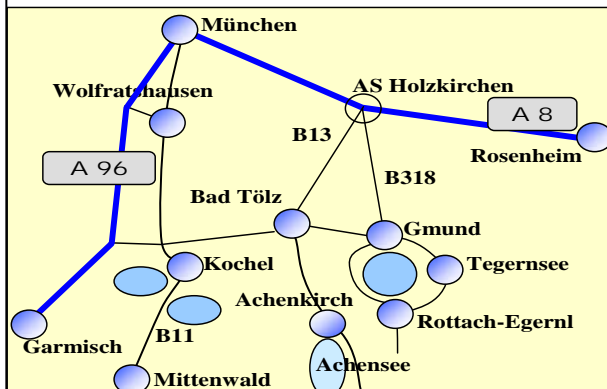 München
AS Holzkirchen
Wolfratshausen
A 8
B13
Rosenheim
A 96
B318
Bad Tölz
Gmund
Kochel
Tegernsee
Achenkirch
Rottach-Egernl
B11
Garmisch
Achensee
Mittenwald